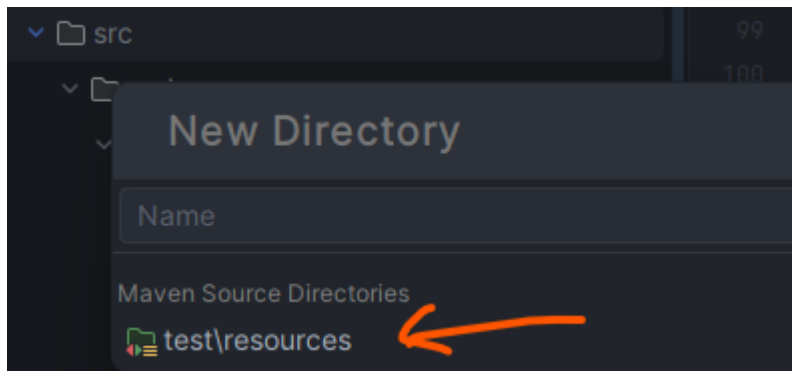 src
99
100
New Directory
Name
Maven Source Directories
test\resources